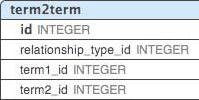 term2term
id INTEGER
relationship_type_id INTEGER
term1_id INTEGER
term2_id INTEGER